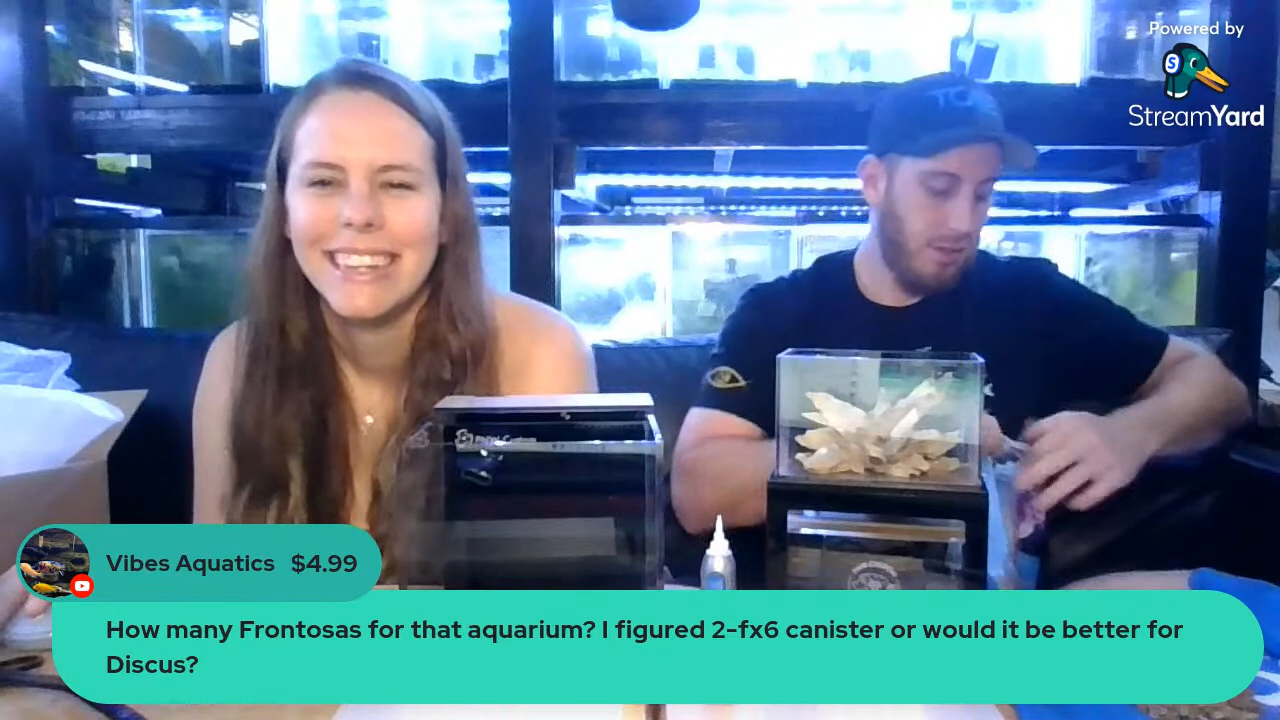 Powered by
StreamYard
Vibes Aquatics $4.99
How many Frontosas for that aquarium? I figured 2-fx6 canister or would it be better for
Discus?